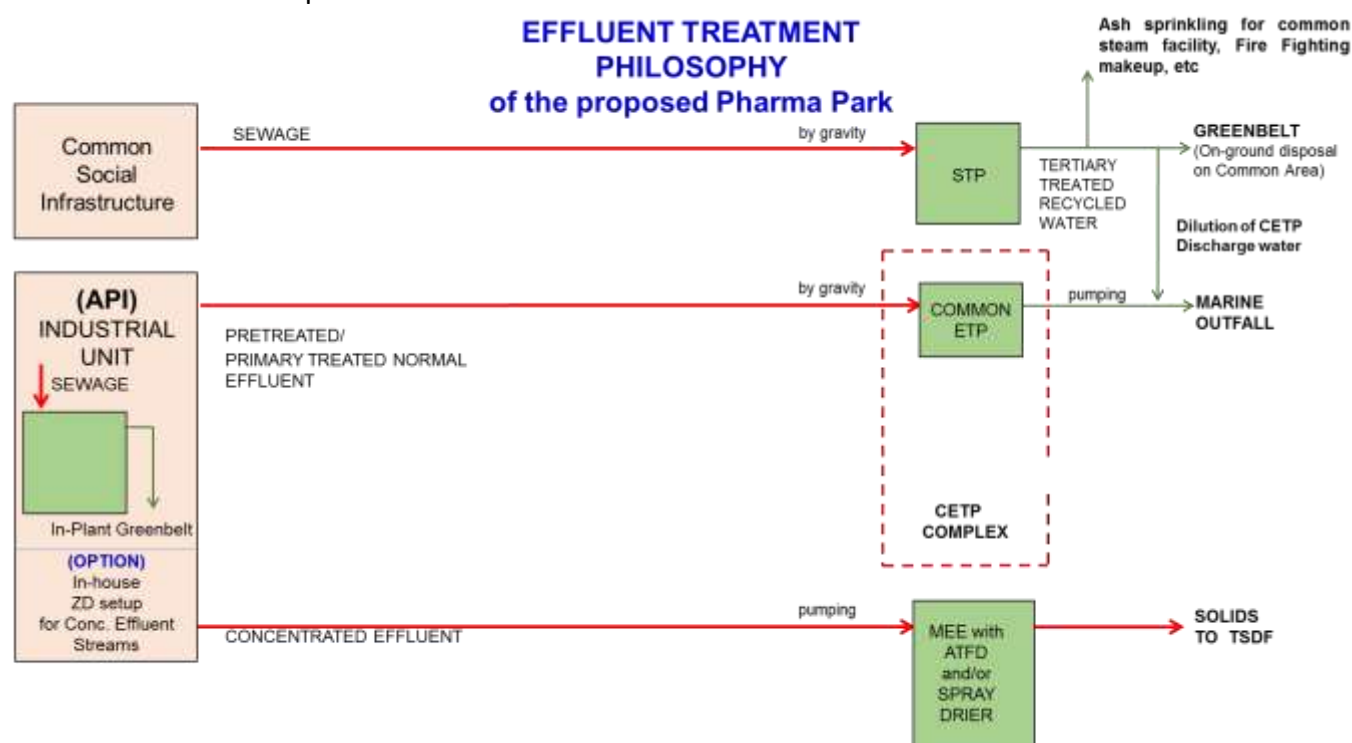 EFFLUENT TREATMENT
PHILOSOPHY
of the proposed Pharma Park
Ash sprinkling for common
steam facility, Fire Fighting
makeup, etc
Common
Social
Infrastructure
SEWAGE
by gravity
STP
TERTIARY
TREATED
RECYCLED
WATER
GREENBELT
(On-ground disposal
on Common Area)
Dilution of CETP
Discharge water
(API)
INDUSTRIAL
UNIT
SEWAGE
In-Plant Greenbelt
(OPTION)
In-house
ZD setup
for Conc. Effluent
Streams
PRETREATED/
PRIMARY TREATED NORMAL
EFFLUENT
by gravity
COMMON
ETP
pumping
MARINE
OUTFALL
CETP
COMPLEX
CONCENTRATED EFFLUENT
pumping
MEE with
ATFD
and/or
SPRAY
DRIER
SOLIDS
TO TSDF